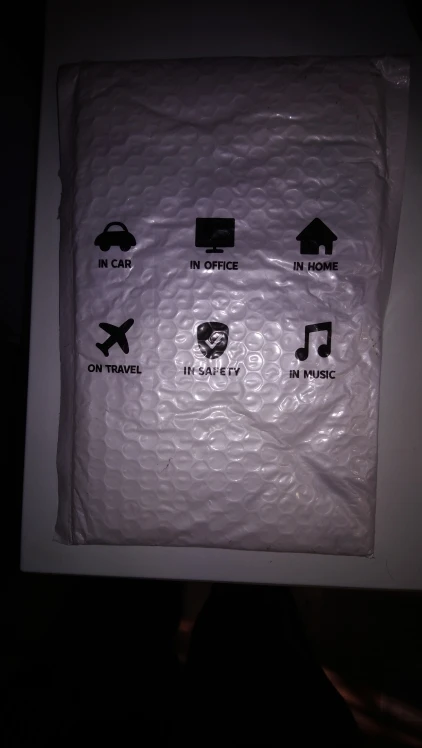 IN CAR
IN OFFICE
IN HOME
ON TRAVEL
IN SAFETY
IN MUSIC